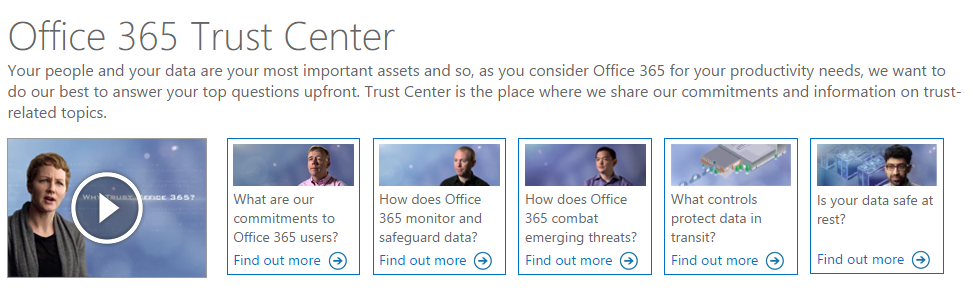 Office 365 Trust Center
Your people and your data are your most important assets and so, as you consider Office 365 for your productivity needs, we want to
do our best to answer your top questions upfront. Trust Center is the place where we share our commitments and information on trust-
related topics.
WHY TRUST OFFICE 365?
What are our
commitments to
Office 365 users?
Find out more
How does Office
365 monitor and
safeguard data?
Find out more
How does Office
365 combat
emerging threats?
Find out more
What controls
protect data in
transit?
Find out more
Is your data safe at
rest?
Find out more